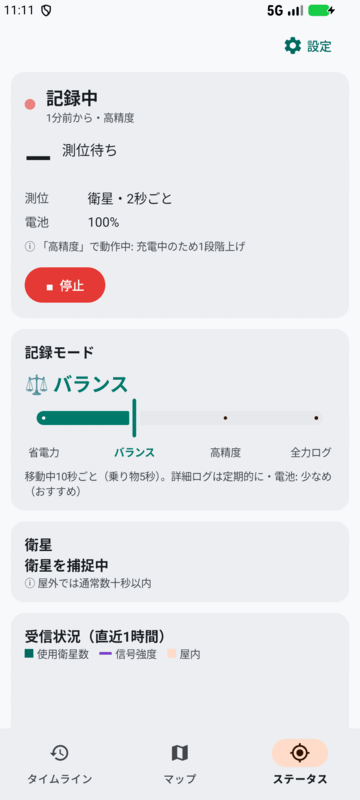 11:11 5G
設定
記録中
1分前から・高精度
測位待ち
測位 衛星・2秒ごと
電池 100%
ⓘ 「高精度」で動作中: 充電中のため1段階上げ
停止
記録モード
バランス
省電力 バランス 高精度 全力ログ
移動中10秒ごと（乗り物5秒）。詳細ログは定期的に・電池: 少なめ
（おすすめ）
衛星
衛星を捕捉中
ⓘ 屋外では通常数十秒以内
受信状況（直近1時間）
使用衛星数 信号強度 屋内
タイムライン マップ ステータス